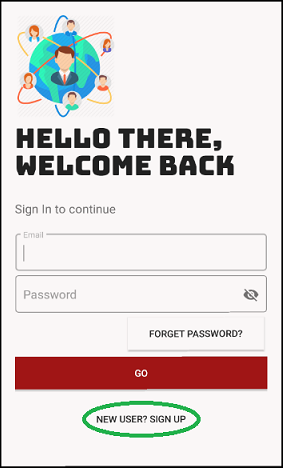 HELLO THERE,
WELCOME BACK
Sign In to continue
Email
Password
FORGET PASSWORD?
GO
NEW USER? SIGN UP